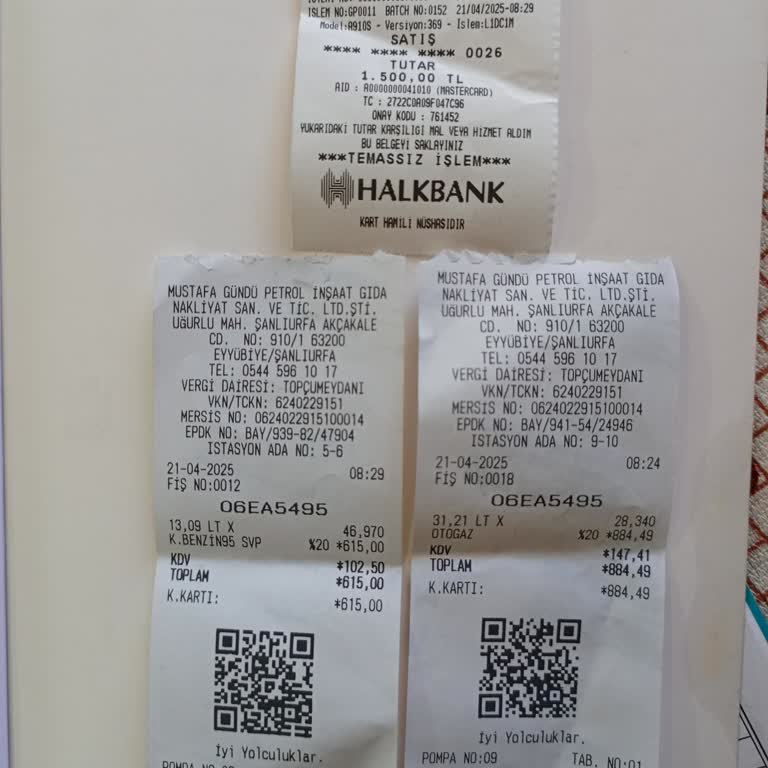 İŞLEM NO:GP0011 BATCH NO:0152 21/04/2025-08:29
Model:A910S - Versiyon:369 - Islem:L1DC1M
SATIŞ
**** **** **** 0026
TUTAR
1.500,00 TL
AID : A0000000041010 (MASTERCARD)
TC : 2722C0A09F047C96
ONAY KODU : 761452
YUKARIDAKİ TUTAR KARŞILIĞI MAL VEYA HİZMET ALDIM
BU BELGEYİ SAKLAYINIZ
***TEMASSIZ İŞLEM***
HALKBANK
KART HAMİLİ NÜSHASIDIR
MUSTAFA GÜNDÜ PETROL İNŞAAT GIDA
NAKLİYAT SAN. VE TİC. LTD.ŞTİ.
UĞURLU MAH. ŞANLIURFA AKÇAKALE
CD. NO: 910/1 63200
EYYÜBİYE/ŞANLIURFA
TEL: 0544 596 10 17
VERGİ DAİRESİ: TOPÇUMEYDANI
VKN/TCKN: 6240229151
MERSİS NO: 0624022915100014
EPDK NO: BAY/939-82/47904
ISTASYON ADA NO: 5-6
21-04-2025 08:29
FİŞ NO:0012
06EA5495
13,09 LT X 46,970
K.BENZİN95 SVP %20 *615,00
KDV *102,50
TOPLAM *615,00
K.KARTI: *615,00
İyi Yolculuklar.
MUSTAFA GÜNDÜ PETROL İNŞAAT GIDA
NAKLİYAT SAN. VE TİC. LTD.ŞTİ.
UĞURLU MAH. ŞANLIURFA AKÇAKALE
CD. NO: 910/1 63200
EYYÜBİYE/ŞANLIURFA
TEL: 0544 596 10 17
VERGİ DAİRESİ: TOPÇUMEYDANI
VKN/TCKN: 6240229151
MERSİS NO: 0624022915100014
EPDK NO: BAY/941-54/24946
ISTASYON ADA NO: 9-10
21-04-2025 08:24
FİŞ NO:0018
06EA5495
31,21 LT X 28,340
OTOGAZ %20 *884,49
KDV *147,41
TOPLAM *884,49
K.KARTI: *884,49
İyi Yolculuklar.
POMPA NO:09 TAB. NO:01